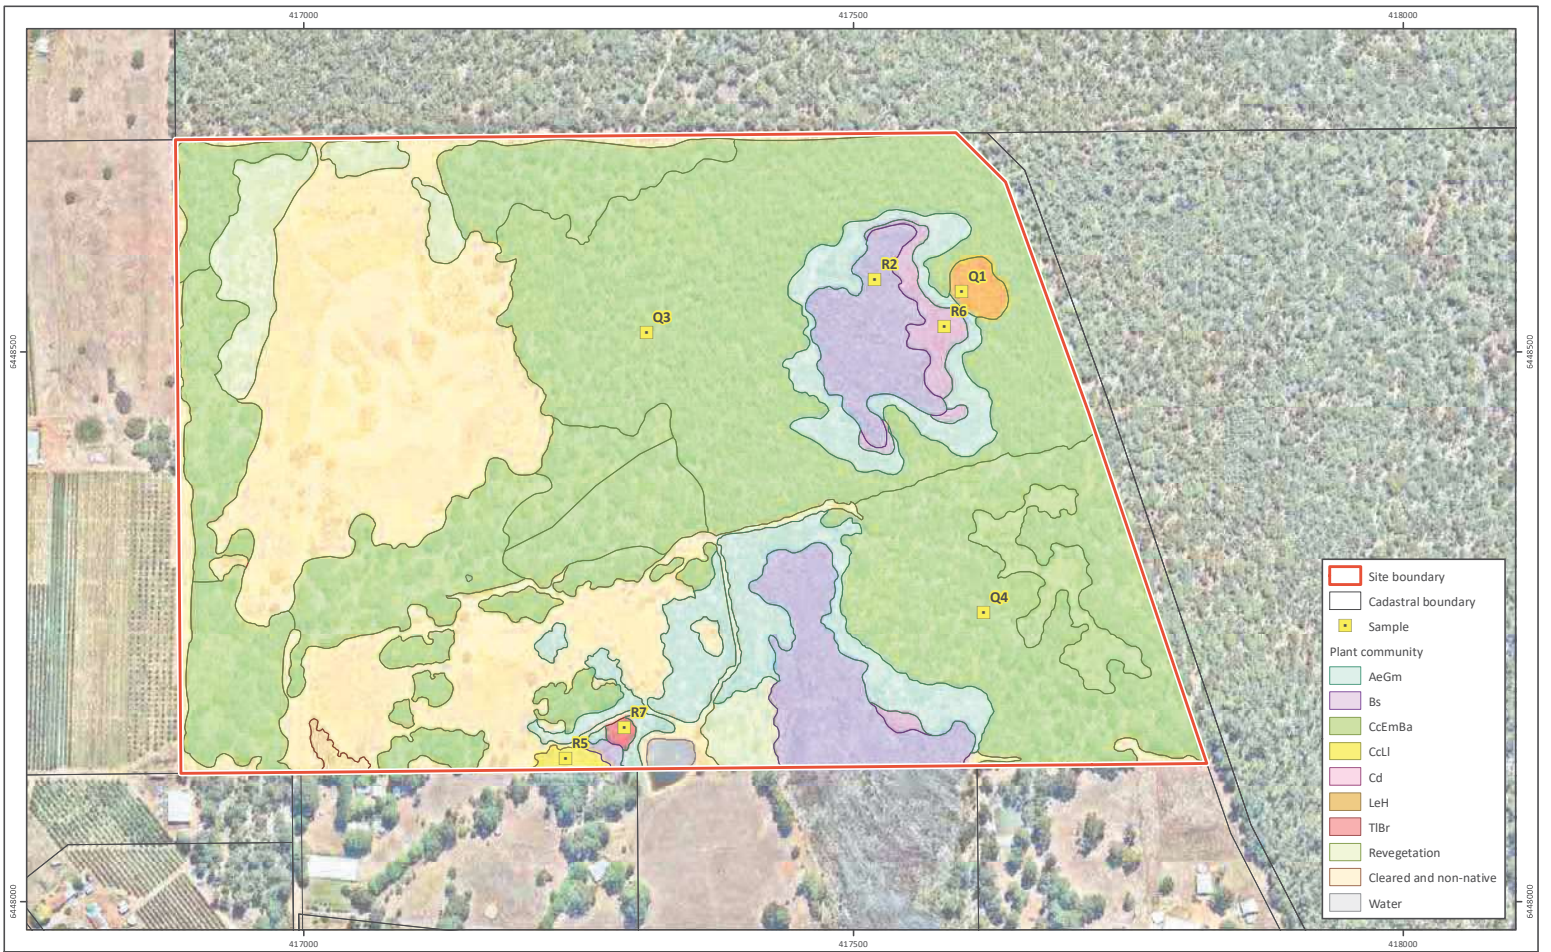 417000
417500
418000
R2
Q1
Q3
R6
6448500
6448500
Q4
R7
R5
Site boundary
Cadastral boundary
Sample
Plant community
AeGm
Bs
CcEmBa
CcLl
Cd
LeH
TlBr
Revegetation
Cleared and non-native
Water
6448000
6448000
417000
417500
418000